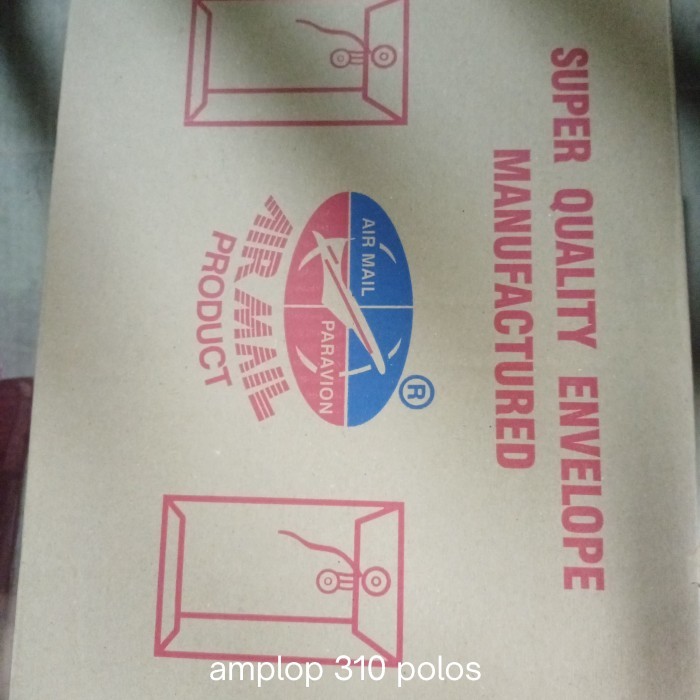 SUPER QUALITY ENVELOPE
MANUFACTURED
®
AIR MAIL
PARAVION
AIR MAIL
PRODUCT
amplop 310 polos